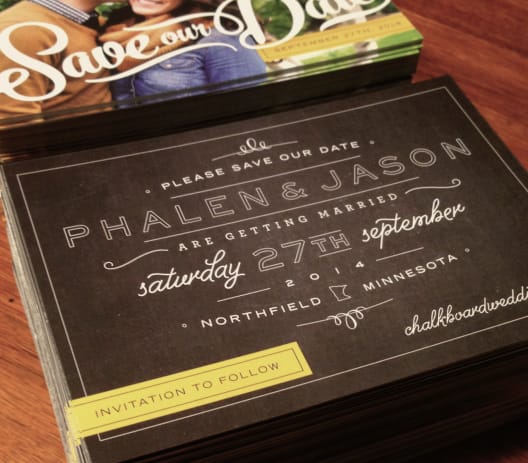 Save our Date
SEPTEMBER 27TH, 2014
PLEASE SAVE OUR DATE
PHALEN & JASON
ARE GETTING MARRIED
saturday 27TH september
2014
NORTHFIELD MINNESOTA
INVITATION TO FOLLOW